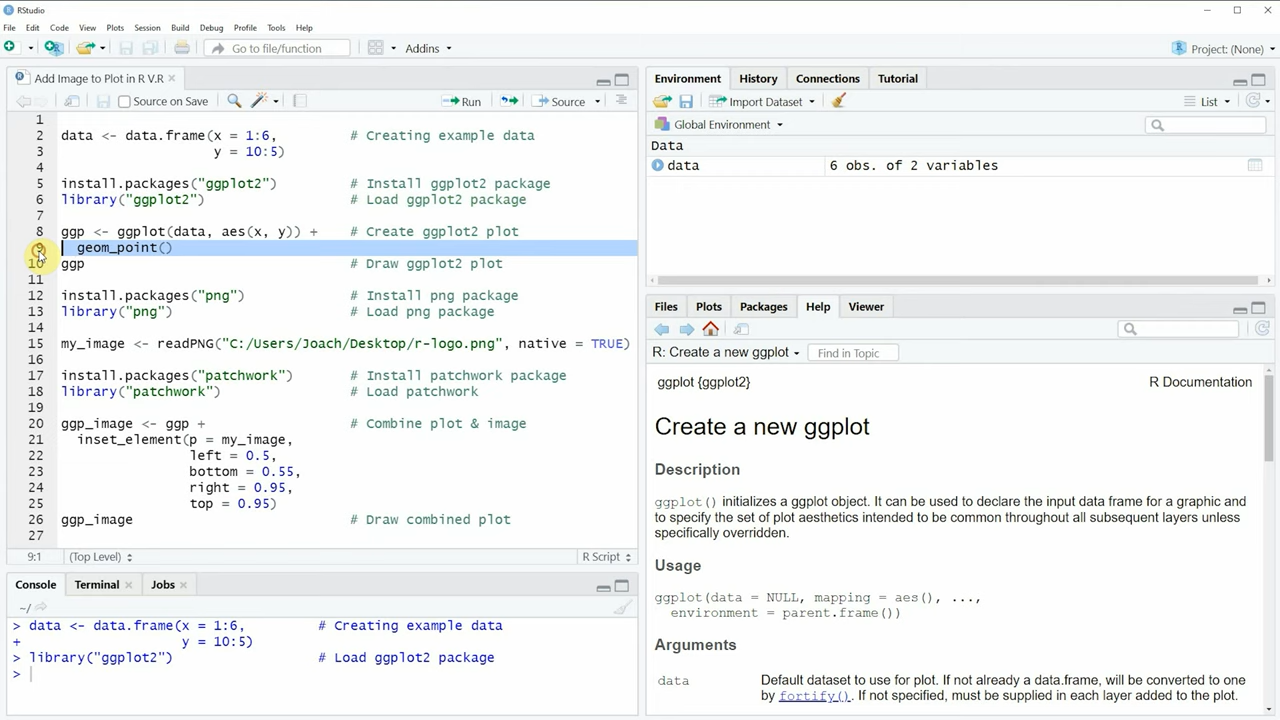 RStudio
File Edit Code View Plots Session Build Debug Profile Tools Help
Go to file/function Addins Project: (None)
Add Image to Plot in R V.R
Source on Save Run Source
1
2 data <- data.frame(x = 1:6, # Creating example data
3 y = 10:5)
4
5 install.packages("ggplot2") # Install ggplot2 package
6 library("ggplot2") # Load ggplot2 package
7
8 ggp <- ggplot(data, aes(x, y)) + # Create ggplot2 plot
9 geom_point()
10 ggp # Draw ggplot2 plot
11
12 install.packages("png") # Install png package
13 library("png") # Load png package
14
15 my_image <- readPNG("C:/Users/Joach/Desktop/r-logo.png", native = TRUE)
16
17 install.packages("patchwork") # Install patchwork package
18 library("patchwork") # Load patchwork
19
20 ggp_image <- ggp + # Combine plot & image
21 inset_element(p = my_image,
22 left = 0.5,
23 bottom = 0.55,
24 right = 0.95,
25 top = 0.95)
26 ggp_image # Draw combined plot
27
9:1 (Top Level) R Script
Console Terminal Jobs
~/
> data <- data.frame(x = 1:6, # Creating example data
+ y = 10:5)
> library("ggplot2") # Load ggplot2 package
>
Environment History Connections Tutorial
Import Dataset List
Global Environment
Data
data 6 obs. of 2 variables
Files Plots Packages Help Viewer
R: Create a new ggplot Find in Topic
ggplot {ggplot2} R Documentation
Create a new ggplot
Description
ggplot() initializes a ggplot object. It can be used to declare the input data frame for a graphic and
to specify the set of plot aesthetics intended to be common throughout all subsequent layers unless
specifically overridden.
Usage
ggplot(data = NULL, mapping = aes(), ...,
environment = parent.frame())
Arguments
data Default dataset to use for plot. If not already a data.frame, will be converted to one
by fortify(). If not specified, must be supplied in each layer added to the plot.